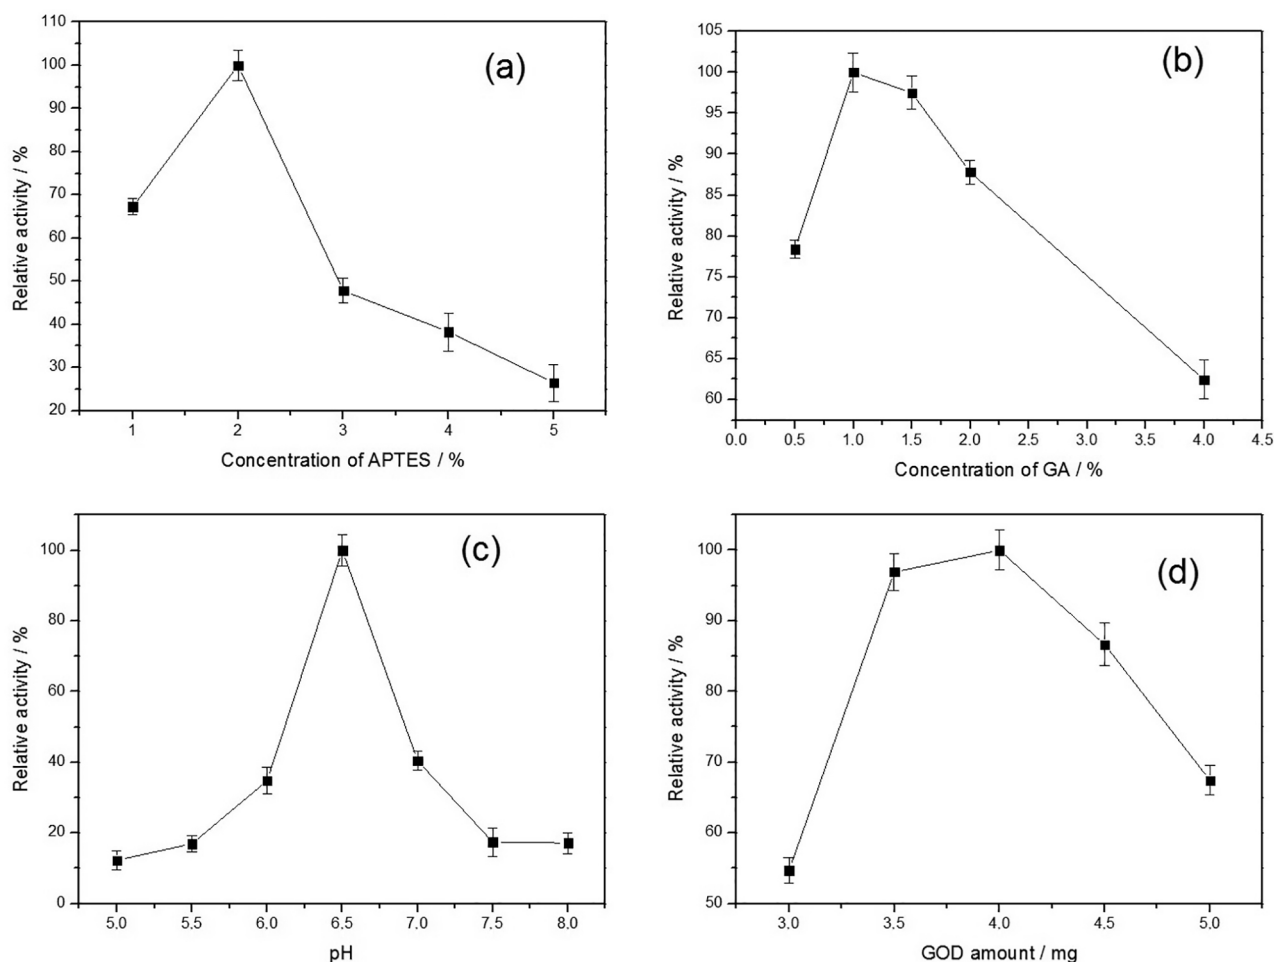 (a)
Relative activity / %
110
100
90
80
70
60
50
40
30
20
1 2 3 4 5
Concentration of APTES / %
(b)
Relative activity / %
105
100
95
90
85
80
75
70
65
60
0.0 0.5 1.0 1.5 2.0 2.5 3.0 3.5 4.0 4.5
Concentration of GA / %
(c)
Relative activity / %
100
80
60
40
20
0
5.0 5.5 6.0 6.5 7.0 7.5 8.0
pH
(d)
Relative activity / %
100
90
80
70
60
50
3.0 3.5 4.0 4.5 5.0
GOD amount / mg